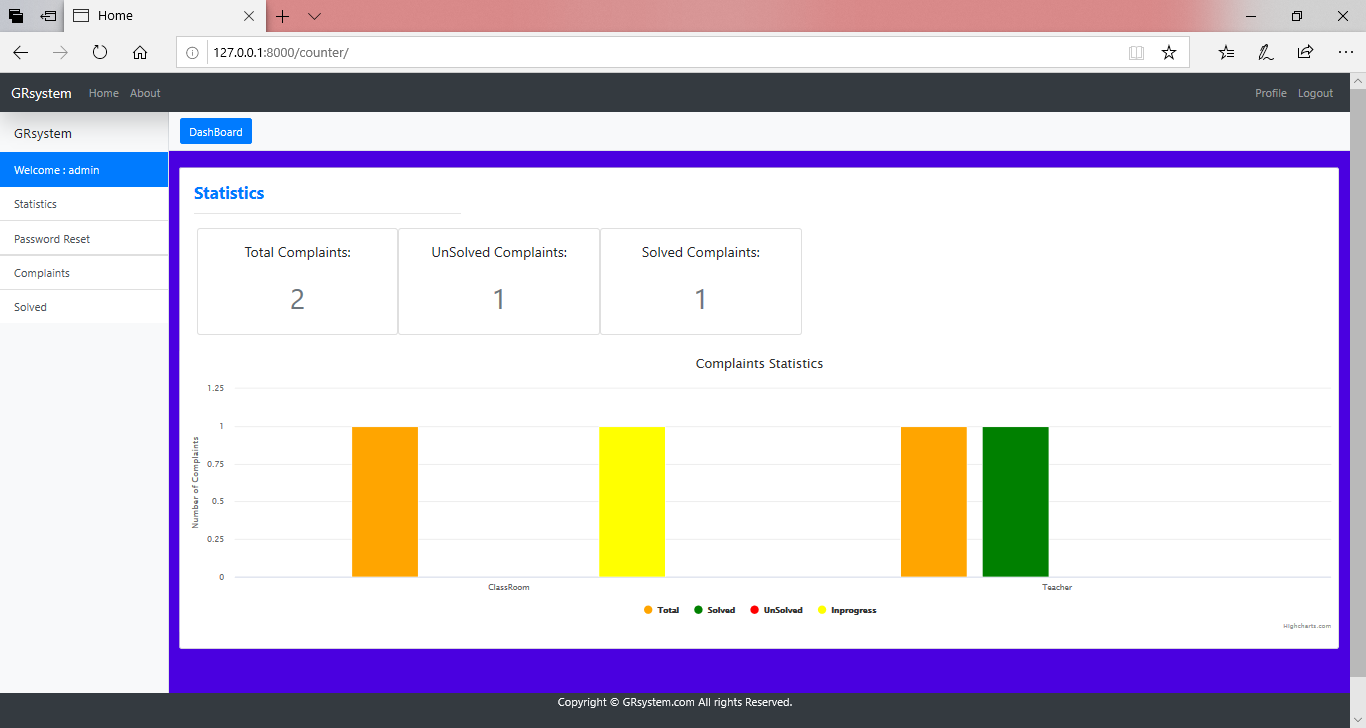 Home
127.0.0.1:8000/counter/
GRsystem Home About Profile Logout
GRsystem
DashBoard
Welcome : admin
Statistics
Password Reset
Complaints
Solved
Statistics
Total Complaints: UnSolved Complaints: Solved Complaints:
2 1 1
Complaints Statistics
Number of Complaints
1.25
1
0.75
0.5
0.25
0
ClassRoom Teacher
Total Solved UnSolved Inprogress
Highcharts.com
Copyright © GRsystem.com All rights Reserved.